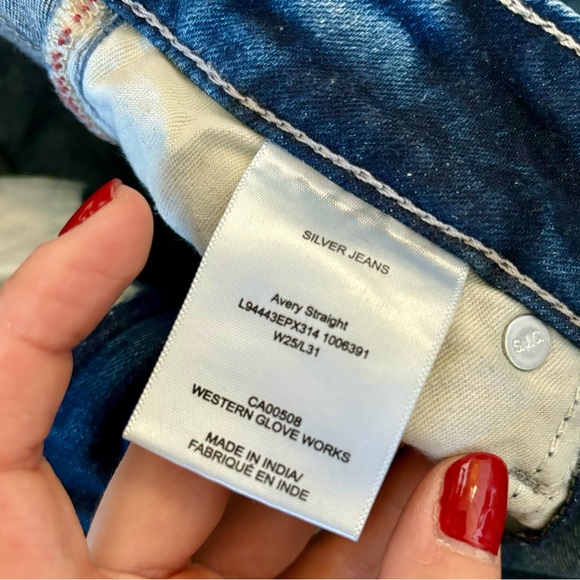 SILVER JEANS
Avery Straight
L94443EPX314 1006391
W25/L31
CA00508
WESTERN GLOVE WORKS
MADE IN INDIA/
FABRIQUÉ EN INDE
S.J.C.